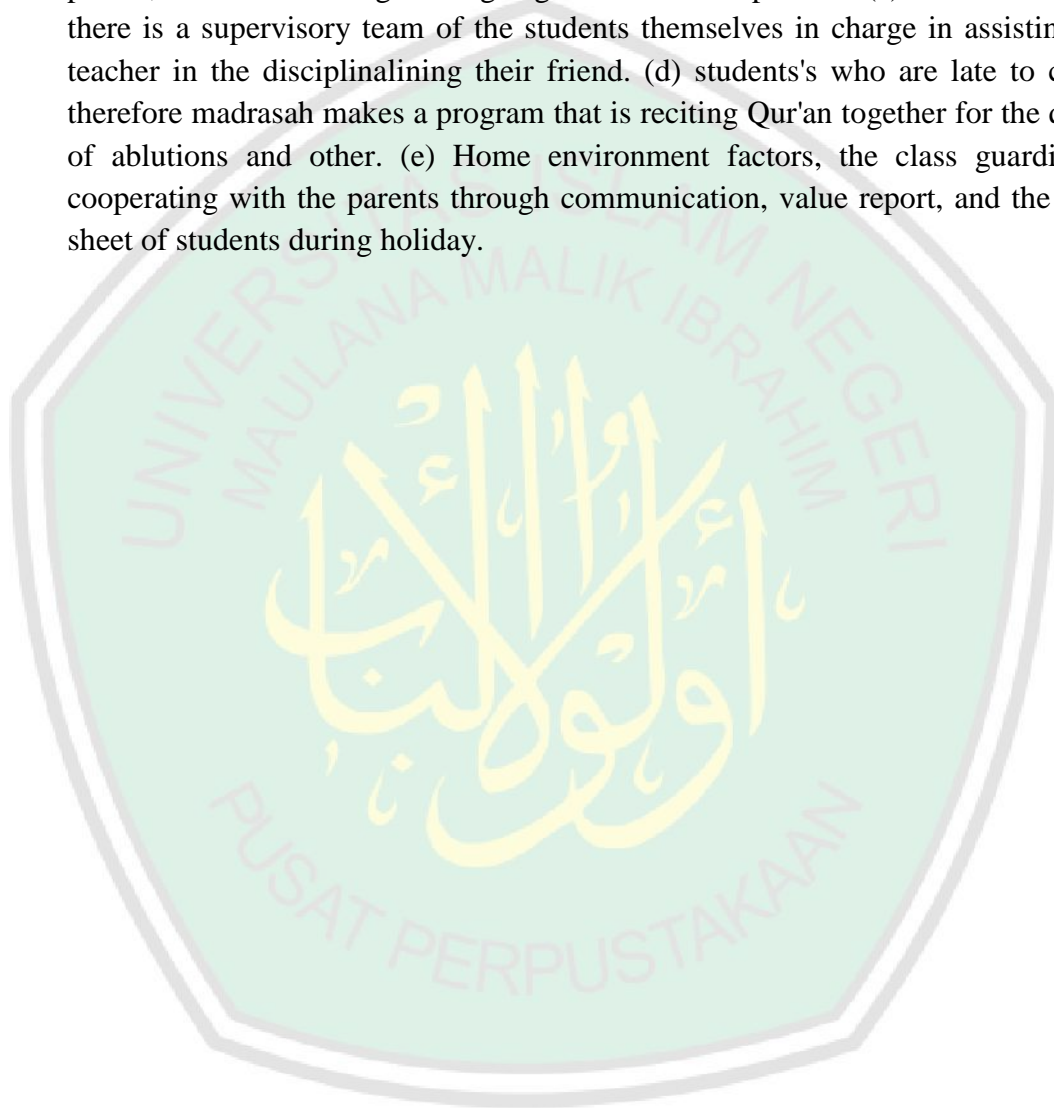 there is a supervisory team of the students themselves in charge in assistin
teacher in the disciplinalining their friend. (d) students's who are late to
therefore madrasah makes a program that is reciting Qur'an together for the
of ablutions and other. (e) Home environment factors, the class guardi
cooperating with the parents through communication, value report, and the
sheet of students during holiday.
UNIVERSITAS ISLAM NEGERI
MAULANA MALIK IBRAHIM
أولوا الألباب
PUSAT PERPUSTAKAAN